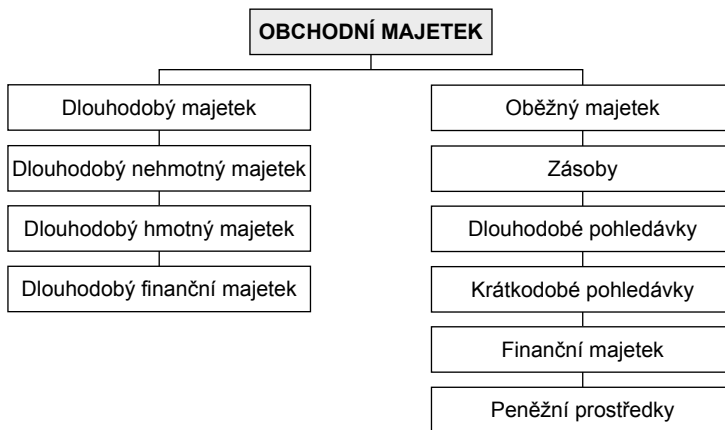 OBCHODNÍ MAJETEK
Dlouhodobý majetek
Dlouhodobý nehmotný majetek
Dlouhodobý hmotný majetek
Dlouhodobý finanční majetek
Oběžný majetek
Zásoby
Dlouhodobé pohledávky
Krátkodobé pohledávky
Finanční majetek
Peněžní prostředky